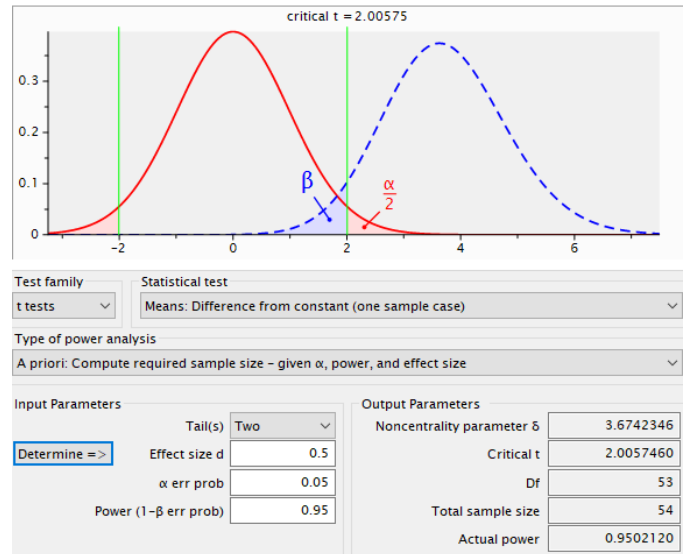 critical t = 2.00575
0.3
0.2
0.1
0
β
α
2
-2
0
2
4
6
Test family
Statistical test
t tests
Means: Difference from constant (one sample case)
Type of power analysis
A priori: Compute required sample size – given α, power, and effect size
Input Parameters
Output Parameters
Tail(s) Two
Noncentrality parameter δ 3.6742346
Determine =>
Effect size d 0.5
Critical t 2.0057460
α err prob 0.05
Df 53
Power (1-β err prob) 0.95
Total sample size 54
Actual power 0.9502120